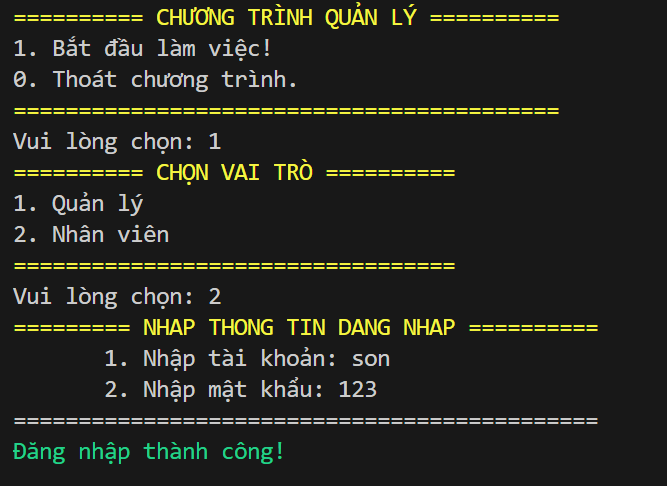 ========== CHƯƠNG TRÌNH QUẢN LÝ ==========
1. Bắt đầu làm việc!
0. Thoát chương trình.
==========================================
Vui lòng chọn: 1
========== CHỌN VAI TRÒ ==========
1. Quản lý
2. Nhân viên
==================================
Vui lòng chọn: 2
========= NHAP THONG TIN DANG NHAP ==========
       1. Nhập tài khoản: son
       2. Nhập mật khẩu: 123
=============================================
Đăng nhập thành công!